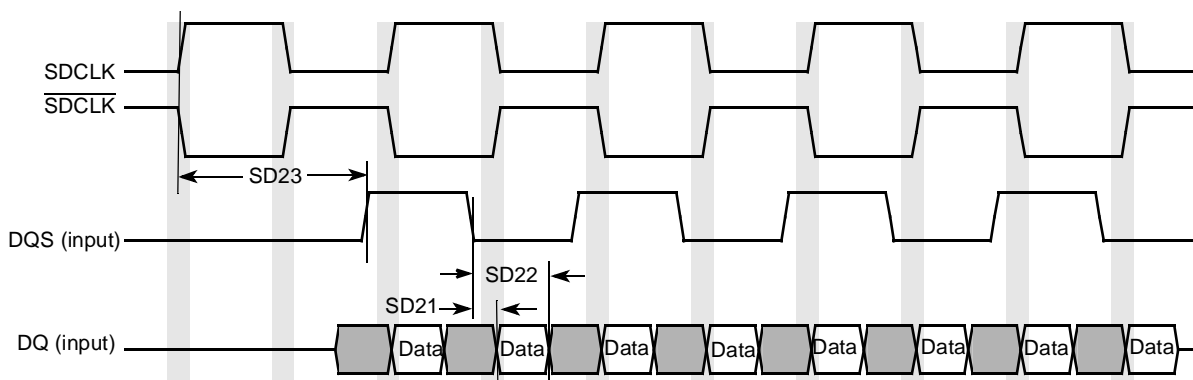 SDCLK
SDCLK
SD23
DQS (input)
SD22
SD21
DQ (input) Data Data Data Data Data Data Data Data